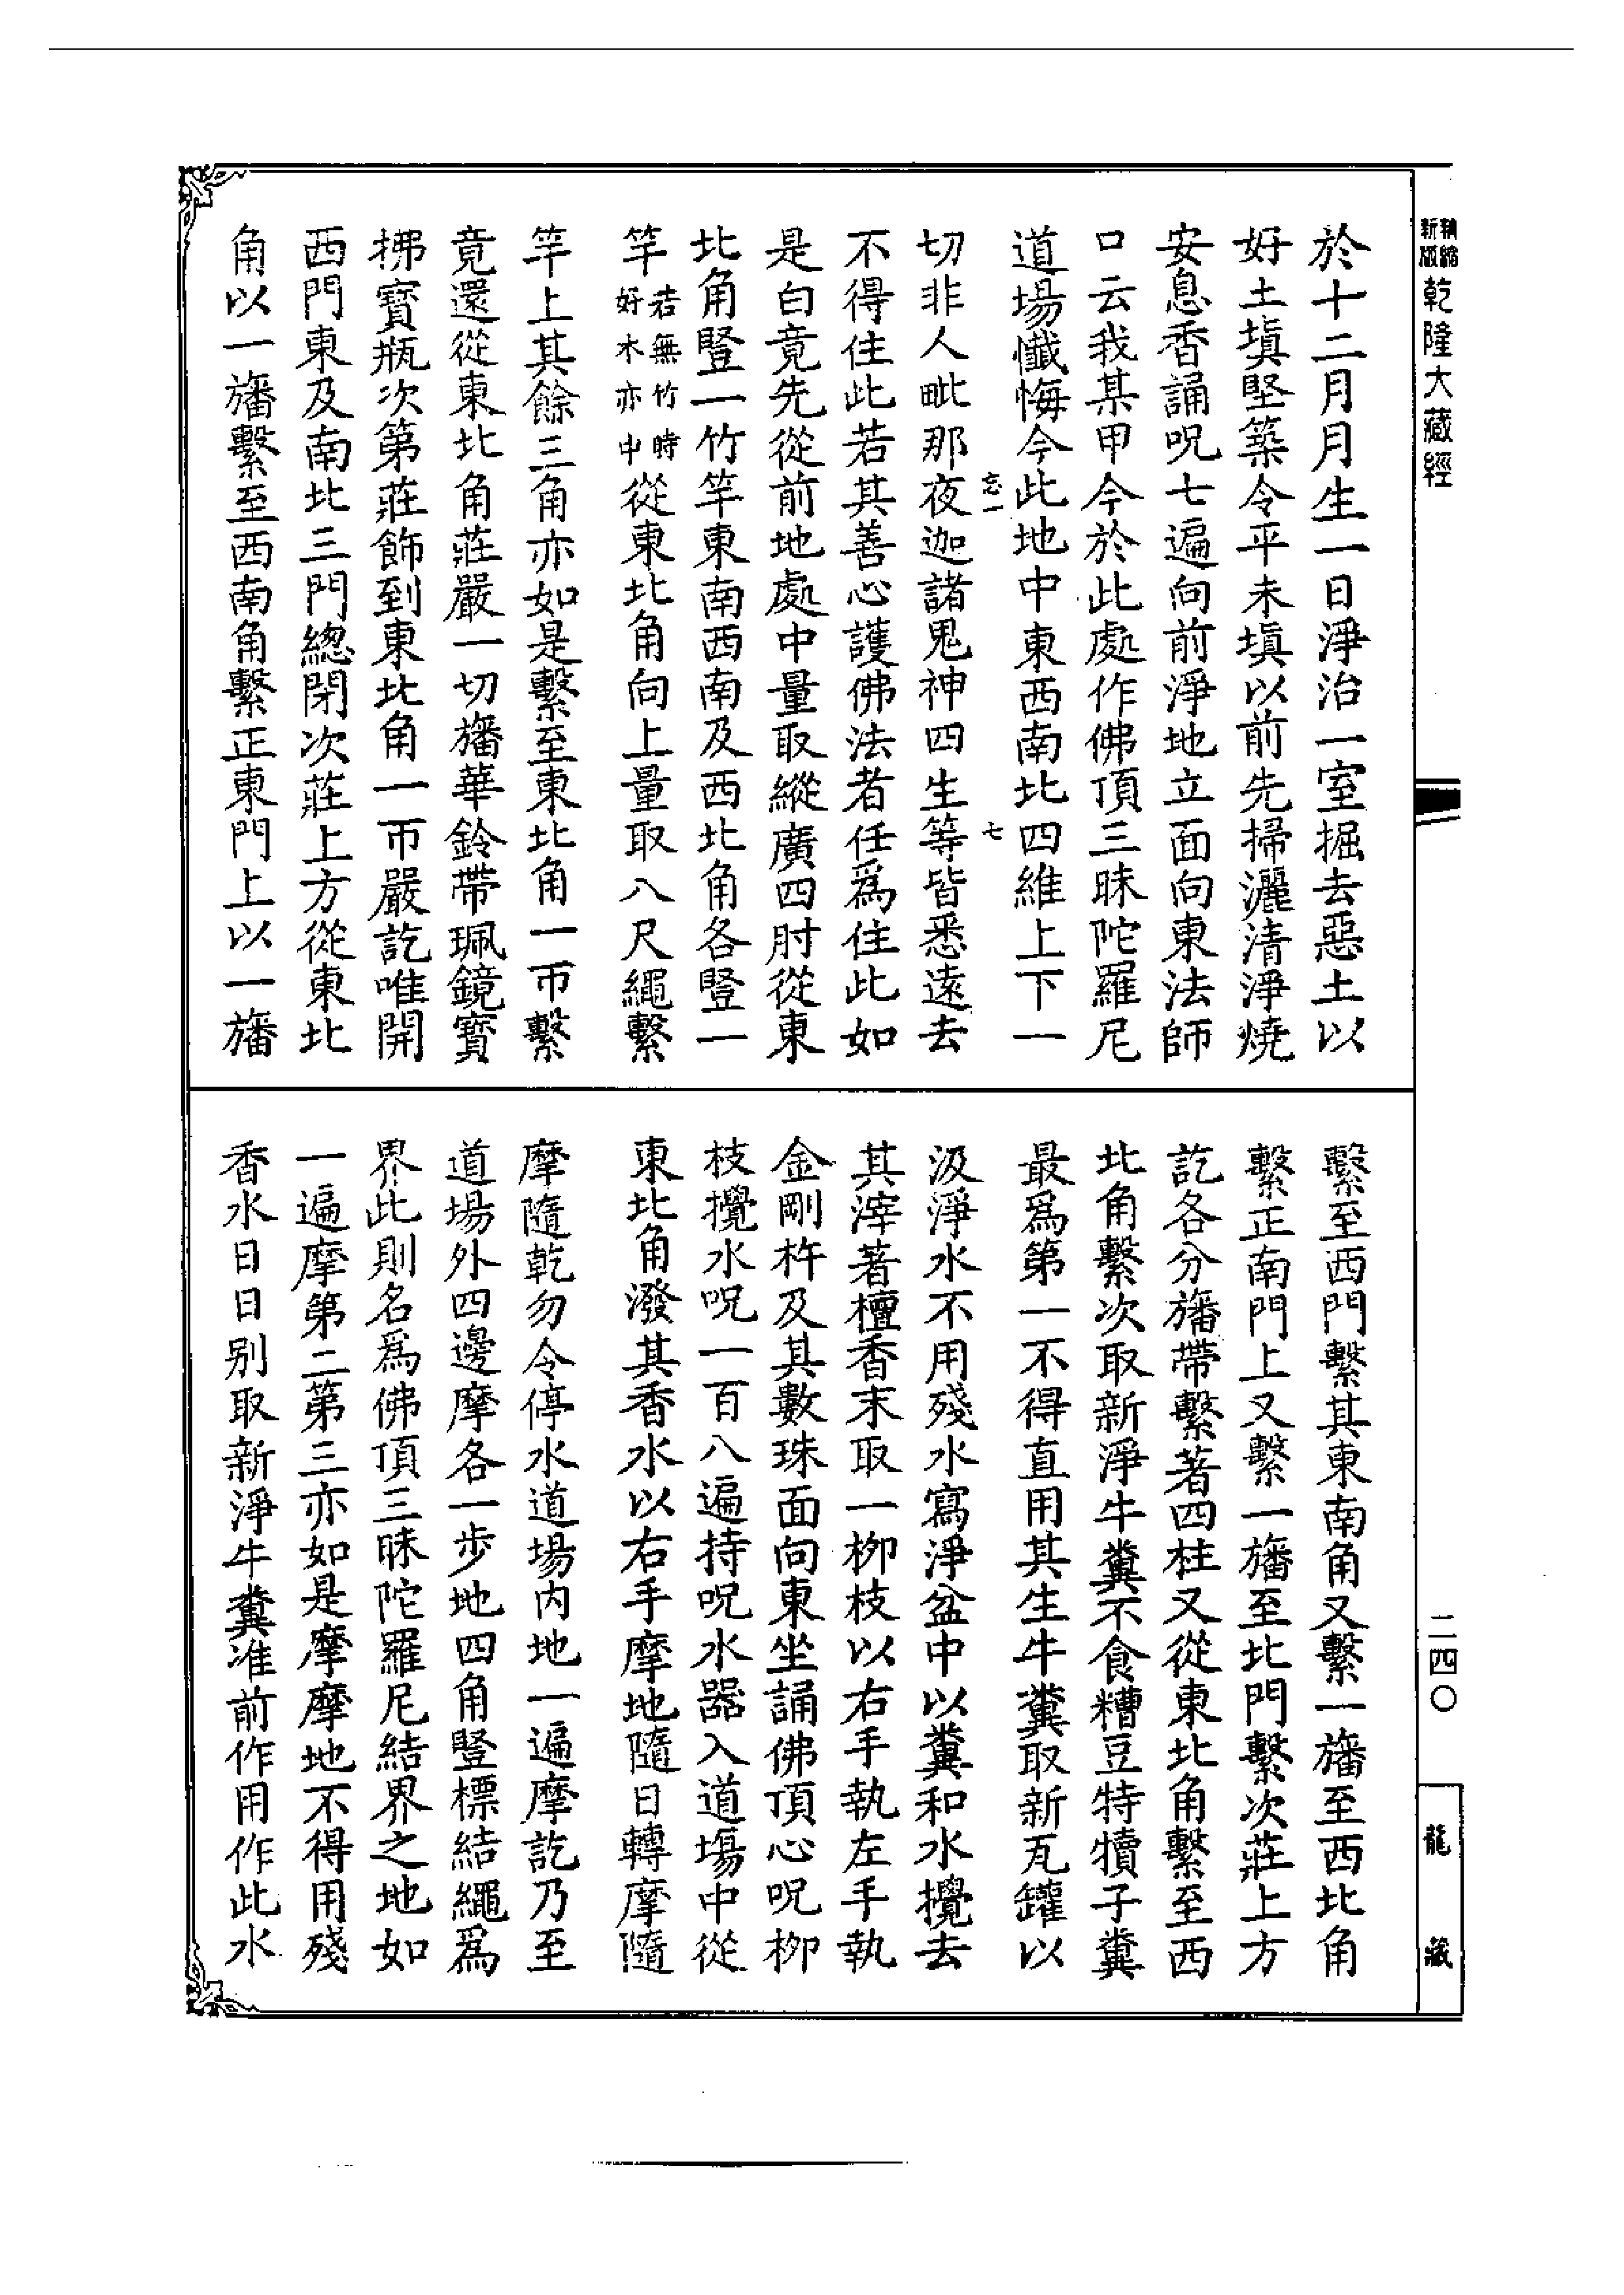 精縮新版 乾隆大藏經
於十二月月生一日淨治一室掘去惡土以
好土塡堅築令平未塡以前先掃灑清淨燒
安息香誦呪七遍向前淨地立面向東法師
口云我某甲今於此處作佛頂三昧陀羅尼
道場懺悔今此地中東西南北四維上下一
忘一 七
切非人毗那夜迦諸鬼神四生等皆悉遠去
不得住此若其善心護佛法者任爲住此如
是白竟先從前地處中量取縱廣四肘從東
北角豎一竹竿東南西南及西北角各豎一
竿若無竹時好木亦中從東北角向上量取八尺繩繫
竿上其餘三角亦如是繫至東北角一帀繫
竟還從東北角莊嚴一切旛華鈴帶珮鏡寶
拂寶瓶次第莊飾到東北角一帀嚴訖唯開
西門東及南北三門總閉次莊上方從東北
角以一旛繫至西南角繫正東門上以一旛
繫至西門繫其東南角又繫一旛至西北角
繫正南門上又繫一旛至北門繫次莊上方
訖各分旛帶繫著四柱又從東北角繫至西
北角繫次取新淨牛糞不食糟豆特犢子糞
最爲第一不得直用其生牛糞取新瓦罐以
汲淨水不用殘水寫淨盆中以糞和水攪去
其滓著檀香末取一柳枝以右手執左手執
金剛杵及其數珠面向東坐誦佛頂心呪柳
枝攪水呪一百八遍持呪水器入道場中從
東北角潑其香水以右手摩地隨日轉摩隨
摩隨乾勿令停水道場内地一遍摩訖乃至
道場外四邊摩各一步地四角豎標結繩爲
界此則名爲佛頂三昧陀羅尼結界之地如
一遍摩第二第三亦如是摩摩地不得用殘
香水日日别取新淨牛糞准前作用作此水
二四〇
龍藏